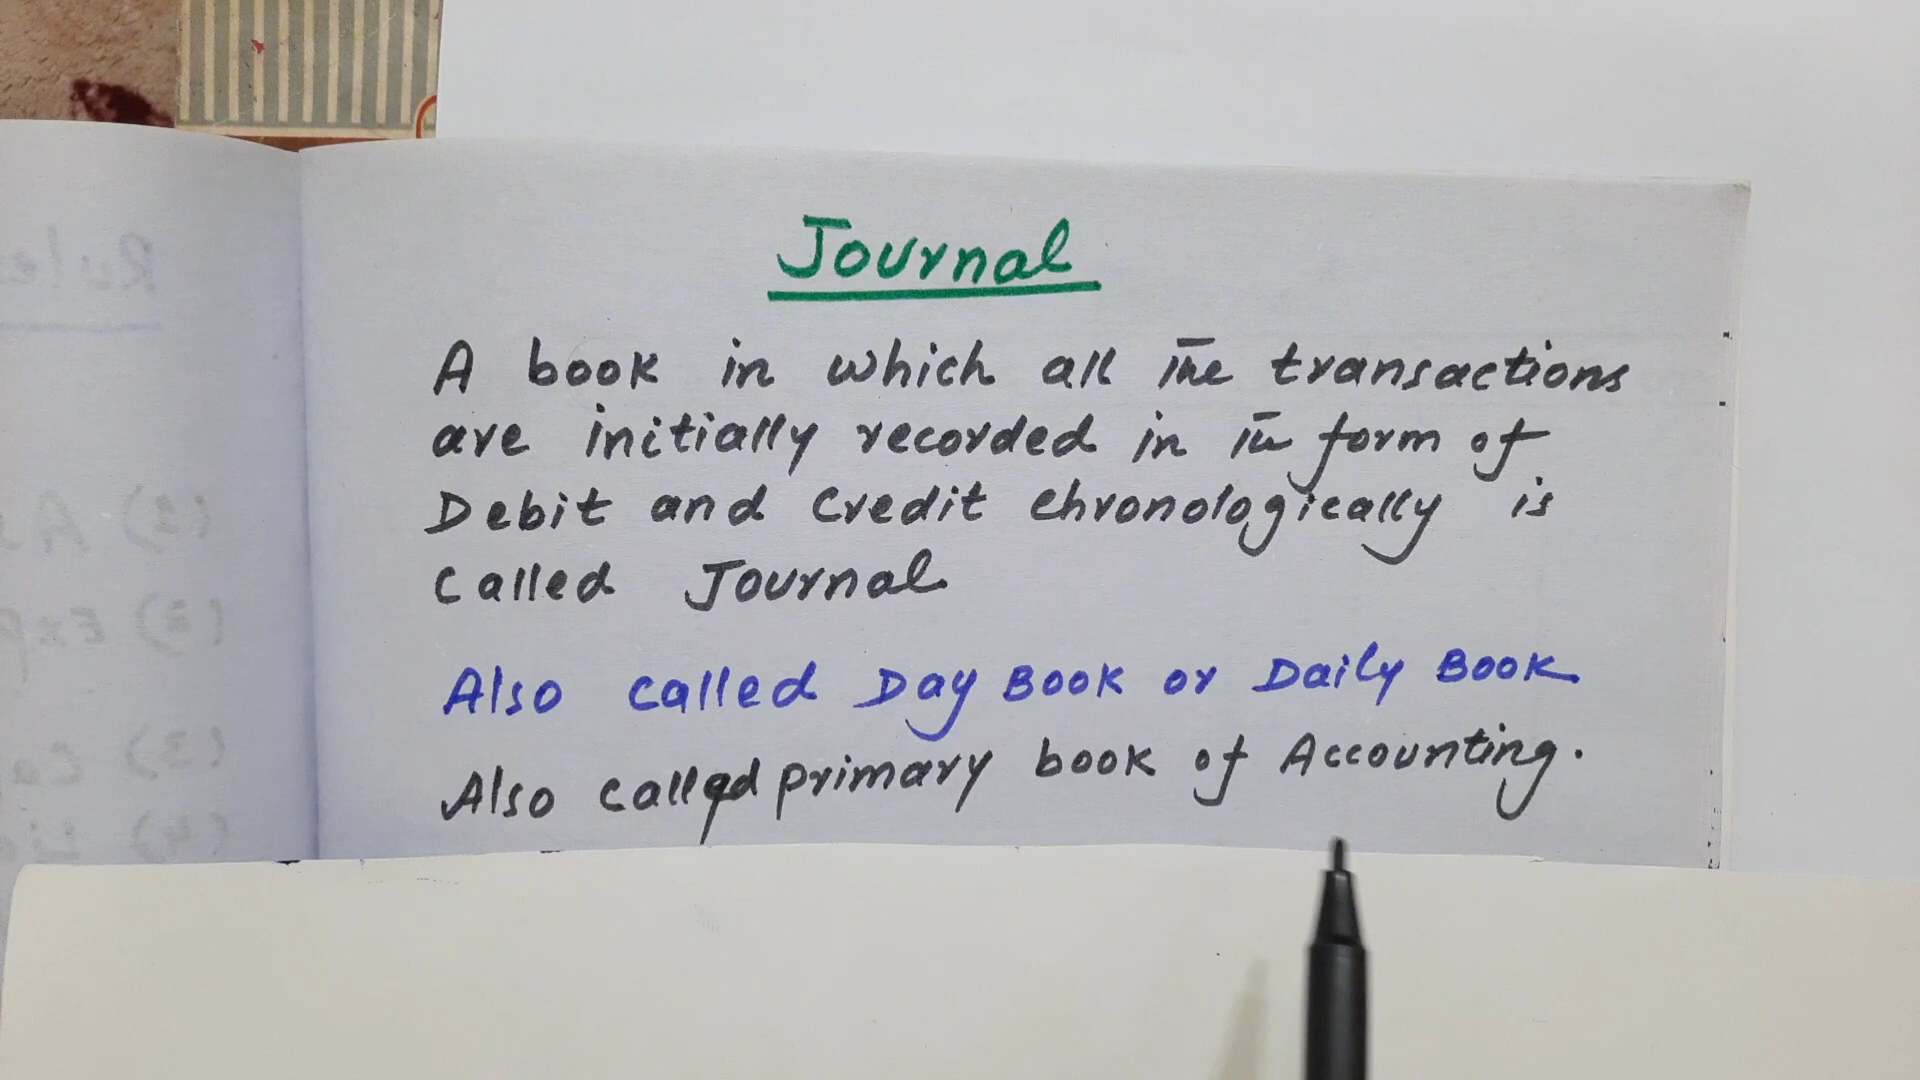 Journal
A book in which all the transactions
are initially recorded in the form of
Debit and Credit chronologically is
called Journal
Also called Day Book or Daily Book
Also called primary book of Accounting.